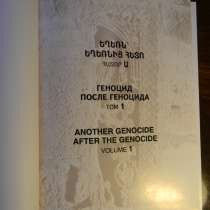 ԵՂԵՌՆ
ԵՂԵՌՆԻՑ ՀԵՏՈ
ՀԱՏՈՐ Ա
ГЕНОЦИД
ПОСЛЕ ГЕНОЦИДА
ТОМ 1
ANOTHER GENOCIDE
AFTER THE GENOCIDE
VOLUME 1